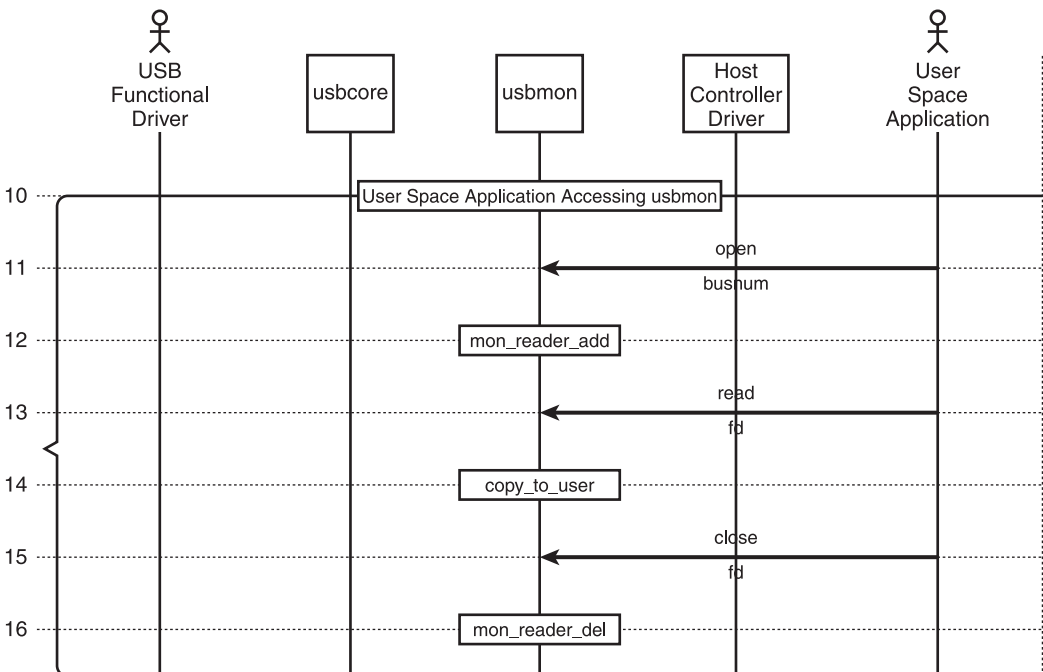 USB
Functional
Driver
usbcore
usbmon
Host
Controller
Driver
User
Space
Application
10
User Space Application Accessing usbmon
open
11
busnum
12
mon_reader_add
read
13
fd
14
copy_to_user
close
15
fd
16
mon_reader_del